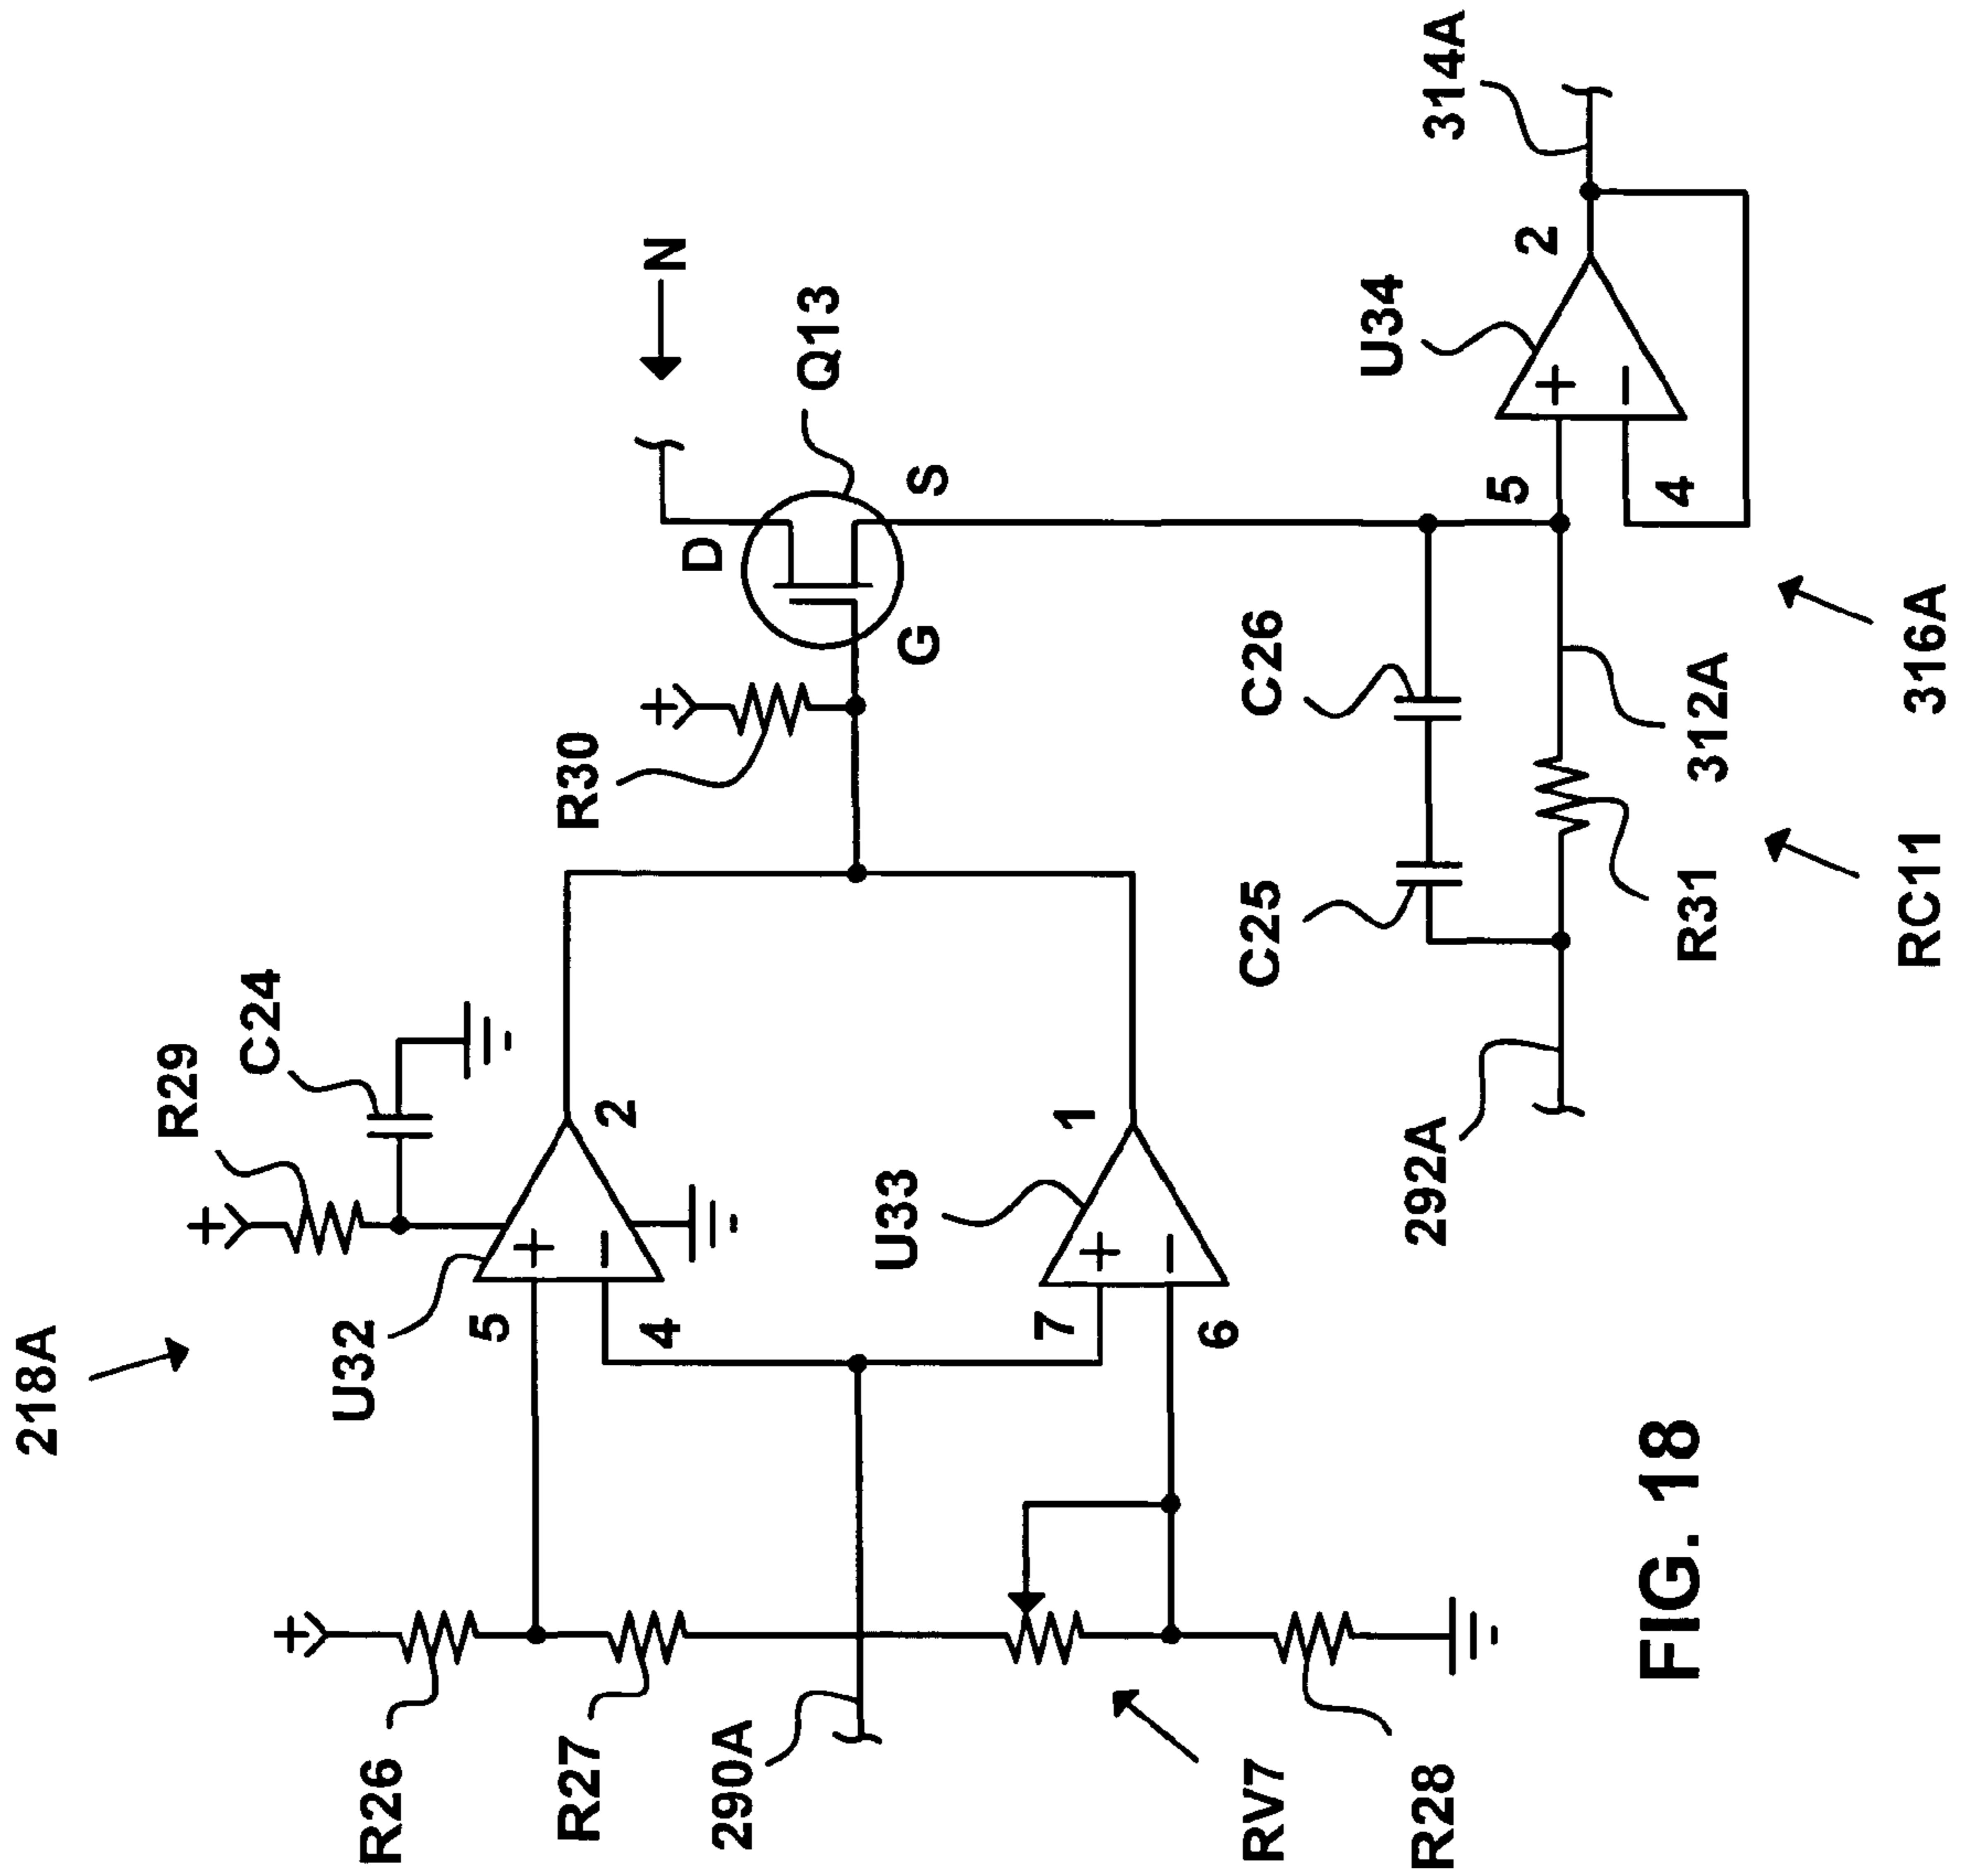 218A
R29
C24
N
R30
Q13
D
G
S
U32
5
4
2
+
+
+
+
−
R26
R27
290A
RV7
R28
U33
7
6
1
+
−
C25
C26
292A
R31
312A
RC11
316A
U34
5
4
2
+
−
314A
FIG. 18